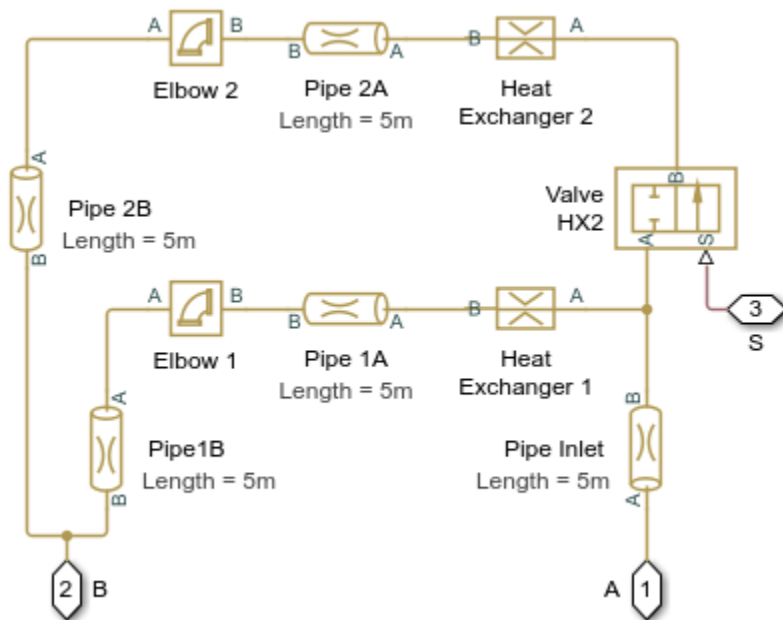 A B B A B A
Elbow 2 Pipe 2A Heat
Length = 5m Exchanger 2
A B
Pipe 2B Valve
Length = 5m HX2
B A S
A B B A B A 3
S
Elbow 1 Pipe 1A Heat
Length = 5m Exchanger 1
A B
Pipe1B Pipe Inlet
Length = 5m Length = 5m
B A
2 B A 1